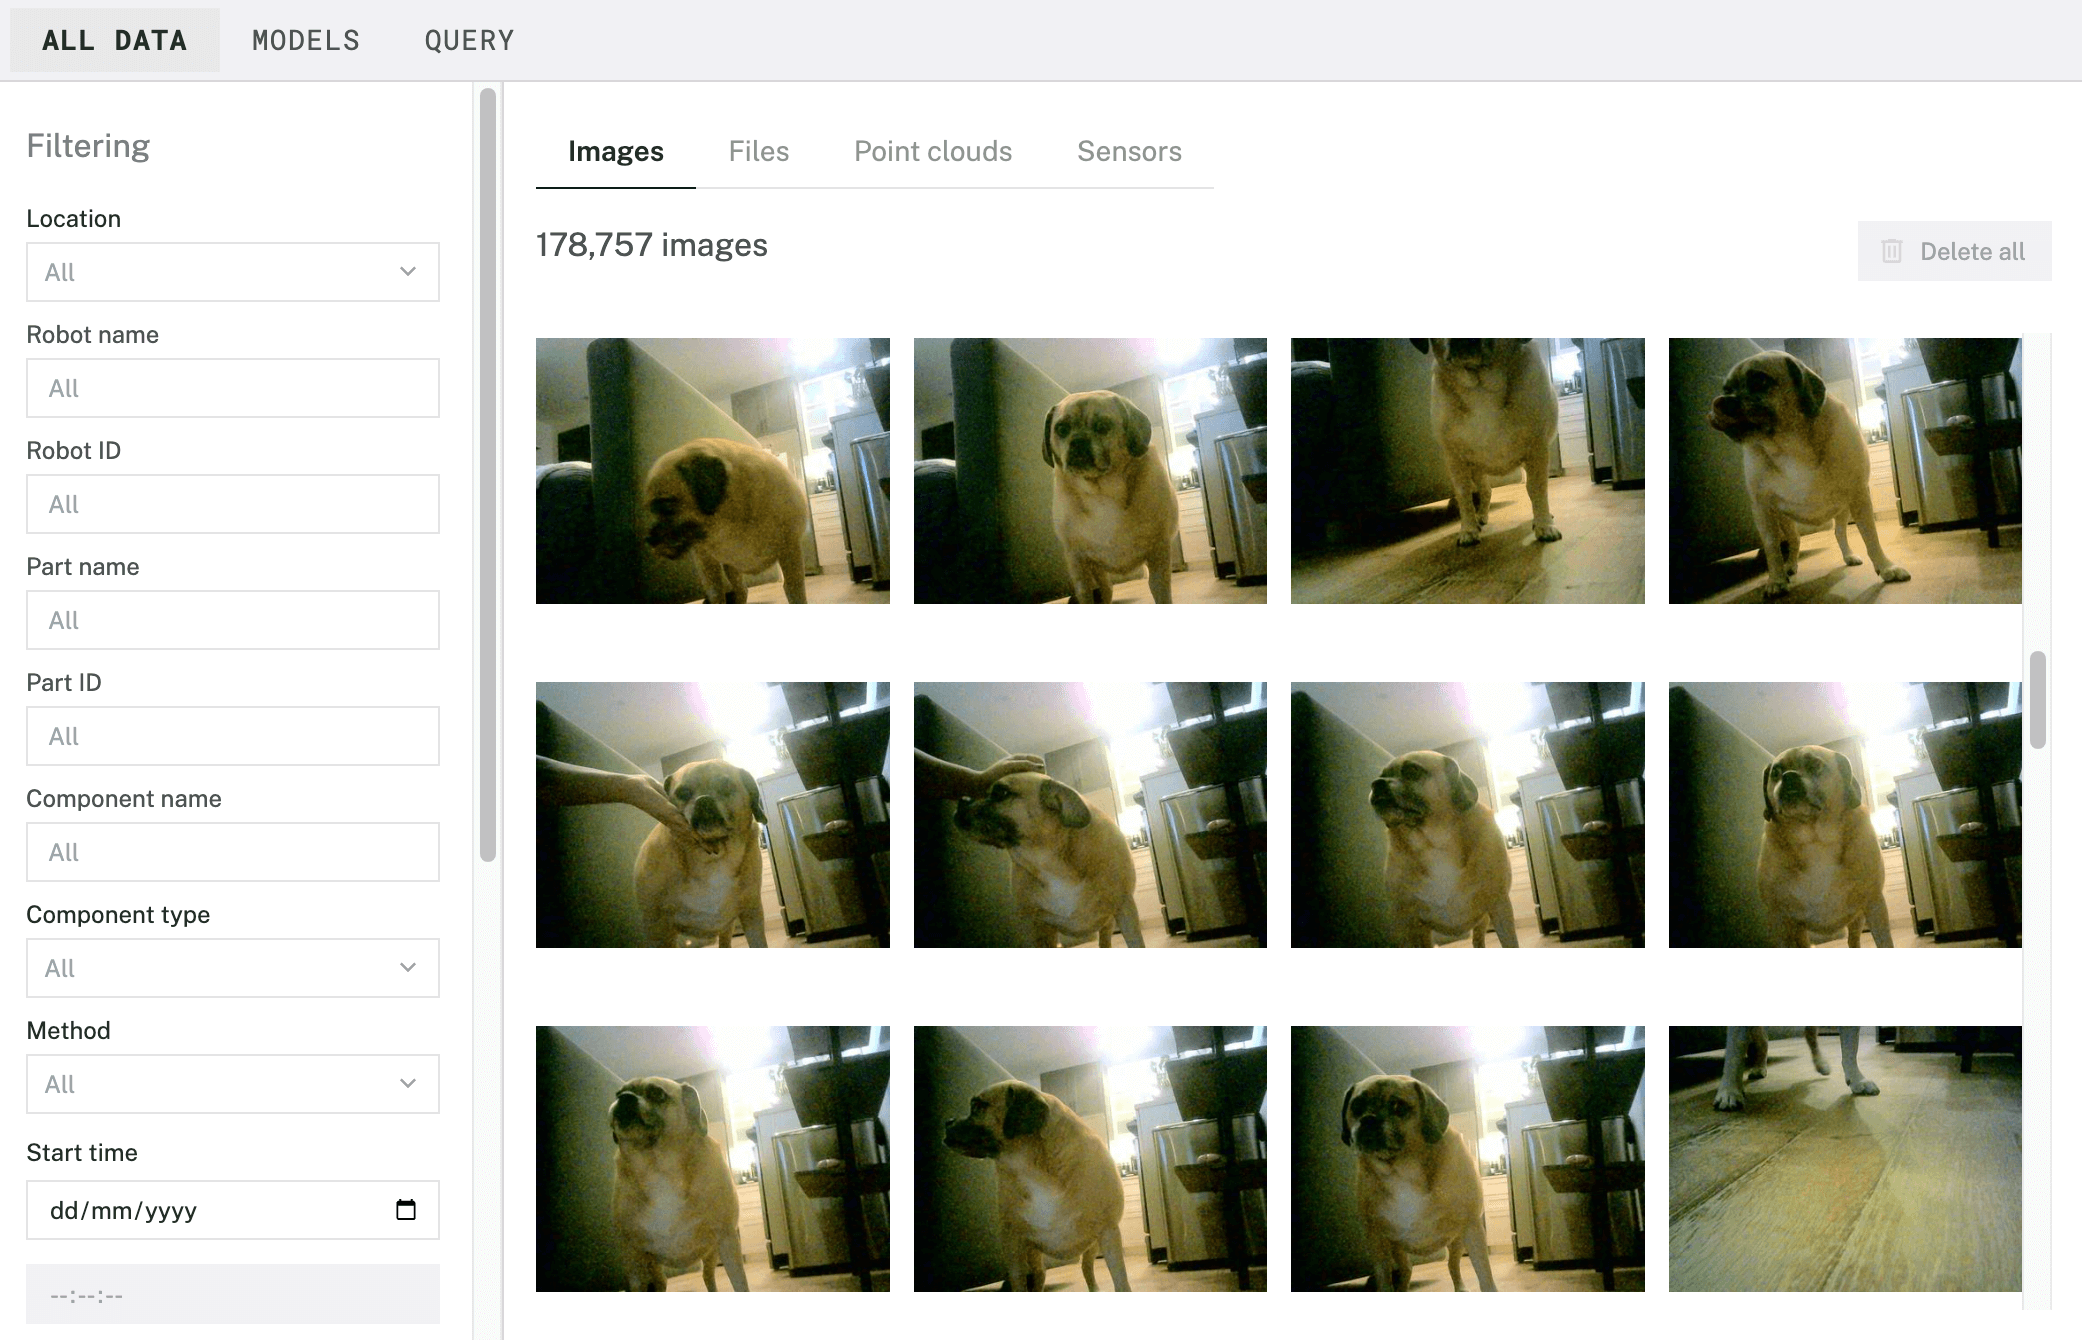 ALL DATA MODELS QUERY
Filtering
Location
All
Robot name
All
Robot ID
All
Part name
All
Part ID
All
Component name
All
Component type
All
Method
All
Start time
dd/mm/yyyy
--:--:--
Images Files Point clouds Sensors
178,757 images
Delete all